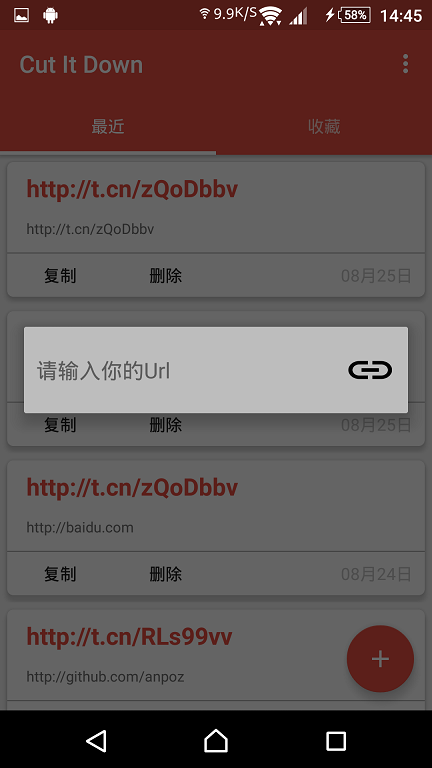 9.9K/S 58% 14:45
Cut It Down
最近 收藏
http://t.cn/zQoDbbv
http://t.cn/zQoDbbv
复制 删除 08月25日
请输入你的Url
复制 删除 08月25日
http://t.cn/zQoDbbv
http://baidu.com
复制 删除 08月24日
http://t.cn/RLs99vv
http://github.com/anpoz